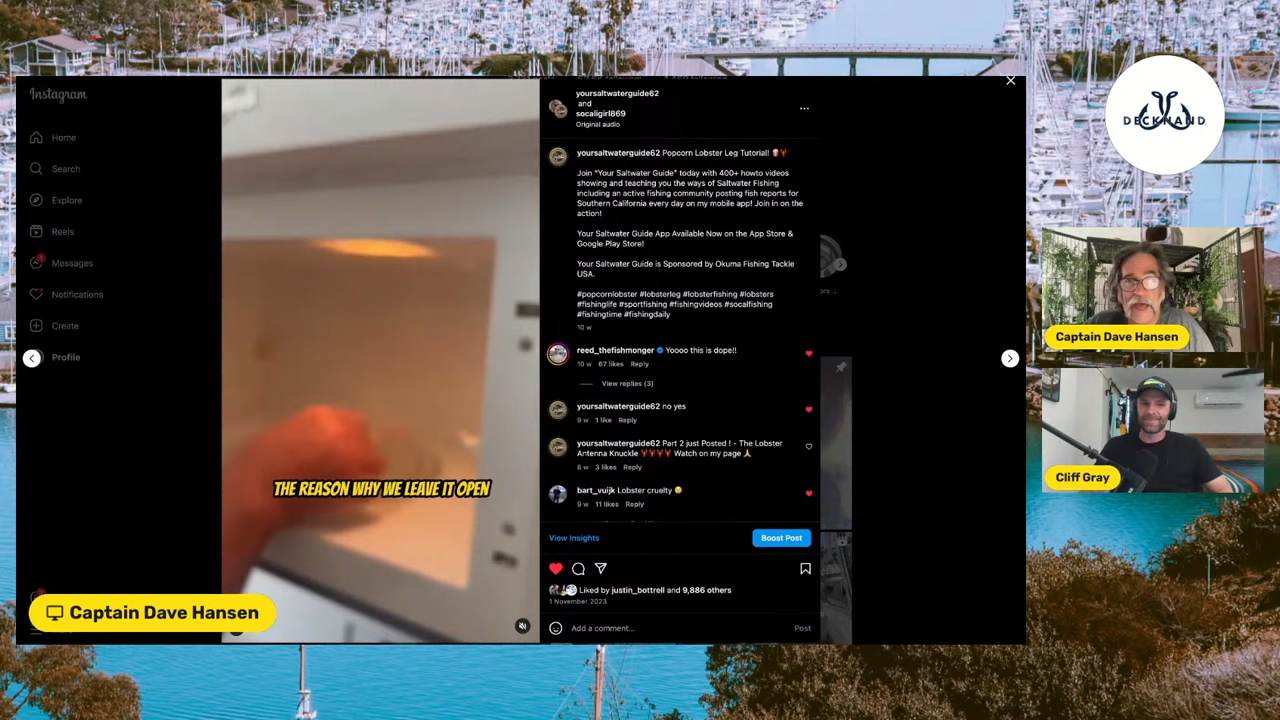 Instagram
Home
Search
Explore
Reels
Messages
Notifications
Create
Profile
THE REASON WHY WE LEAVE IT OPEN
Captain Dave Hansen
yoursaltwaterguide62
and
socaligirl869
Original audio
yoursaltwaterguide62 Popcorn Lobster Leg Tutorial! 🍿🦞
Join "Your Saltwater Guide" today with 400+ howto videos
showing and teaching you the ways of Saltwater Fishing
including an active fishing community posting fish reports for
Southern California every day on my mobile app! Join in on the
action!
Your Saltwater Guide App Available Now on the App Store &
Google Play Store!
Your Saltwater Guide is Sponsored by Okuma Fishing Tackle
USA.
#popcornlobster #lobsterleg #lobsterfishing #lobsters
#fishinglife #sportfishing #fishingvideos #socalfishing
#fishingtime #fishingdaily
10 w
reed_thefishmonger Yoooo this is dope!!
10 w 67 likes Reply
View replies (3)
yoursaltwaterguide62 no yes
9 w 1 like Reply
yoursaltwaterguide62 Part 2 just Posted ! - The Lobster
Antenna Knuckle 🦞🦞🦞🦞 Watch on my page 🙏
6 w 3 likes Reply
bart_vuijk Lobster cruelty 🥲
9 w 11 likes Reply
View Insights
Boost Post
Liked by justin_bottrell and 9,886 others
1 November 2023
Add a comment...
Post
DECKHAND
Captain Dave Hansen
Cliff Gray